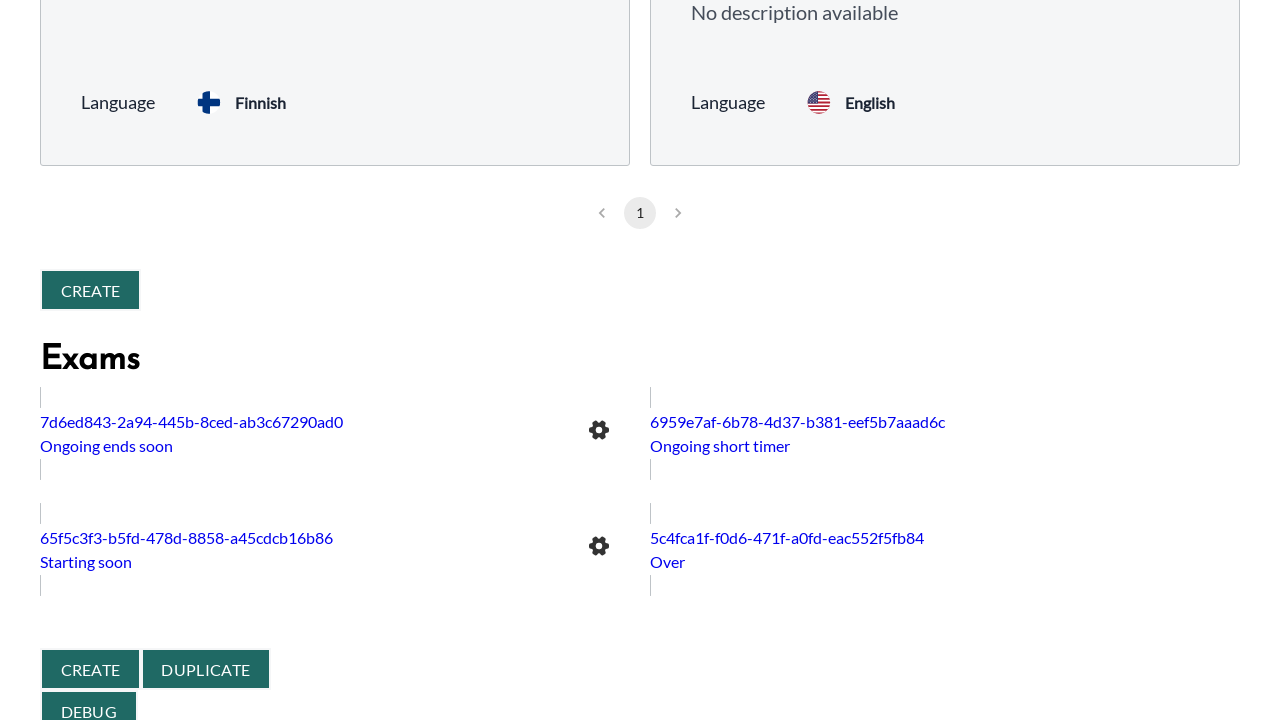 No description available
Language Finnish
Language English
1
CREATE
Exams
7d6ed843-2a94-445b-8ced-ab3c67290ad0
Ongoing ends soon
6959e7af-6b78-4d37-b381-eef5b7aaad6c
Ongoing short timer
65f5c3f3-b5fd-478d-8858-a45cdcb16b86
Starting soon
5c4fca1f-f0d6-471f-a0fd-eac552f5fb84
Over
CREATE DUPLICATE
DEBUG